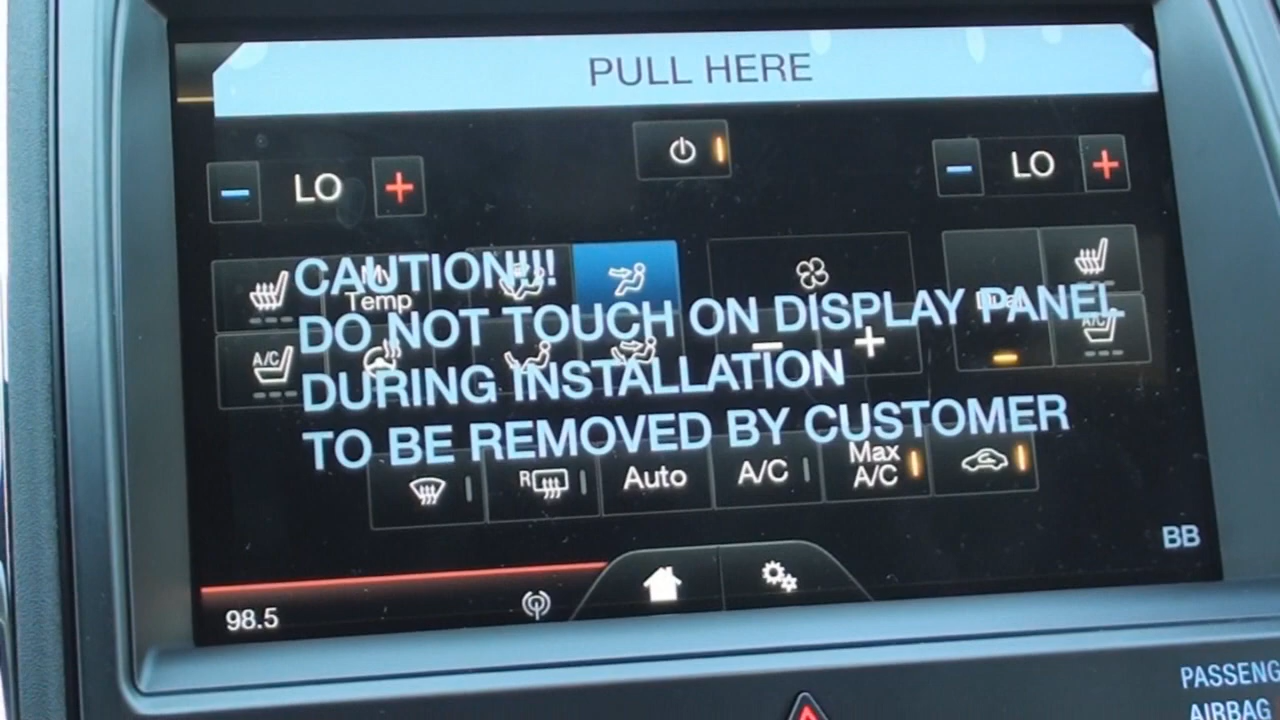 PULL HERE
LO
LO
CAUTION!!!
Temp
DO NOT TOUCH ON DISPLAY PANEL
A/C
A/C
DURING INSTALLATION
TO BE REMOVED BY CUSTOMER
R
Auto
A/C
Max
A/C
BB
98.5
PASSENG
AIRBAG